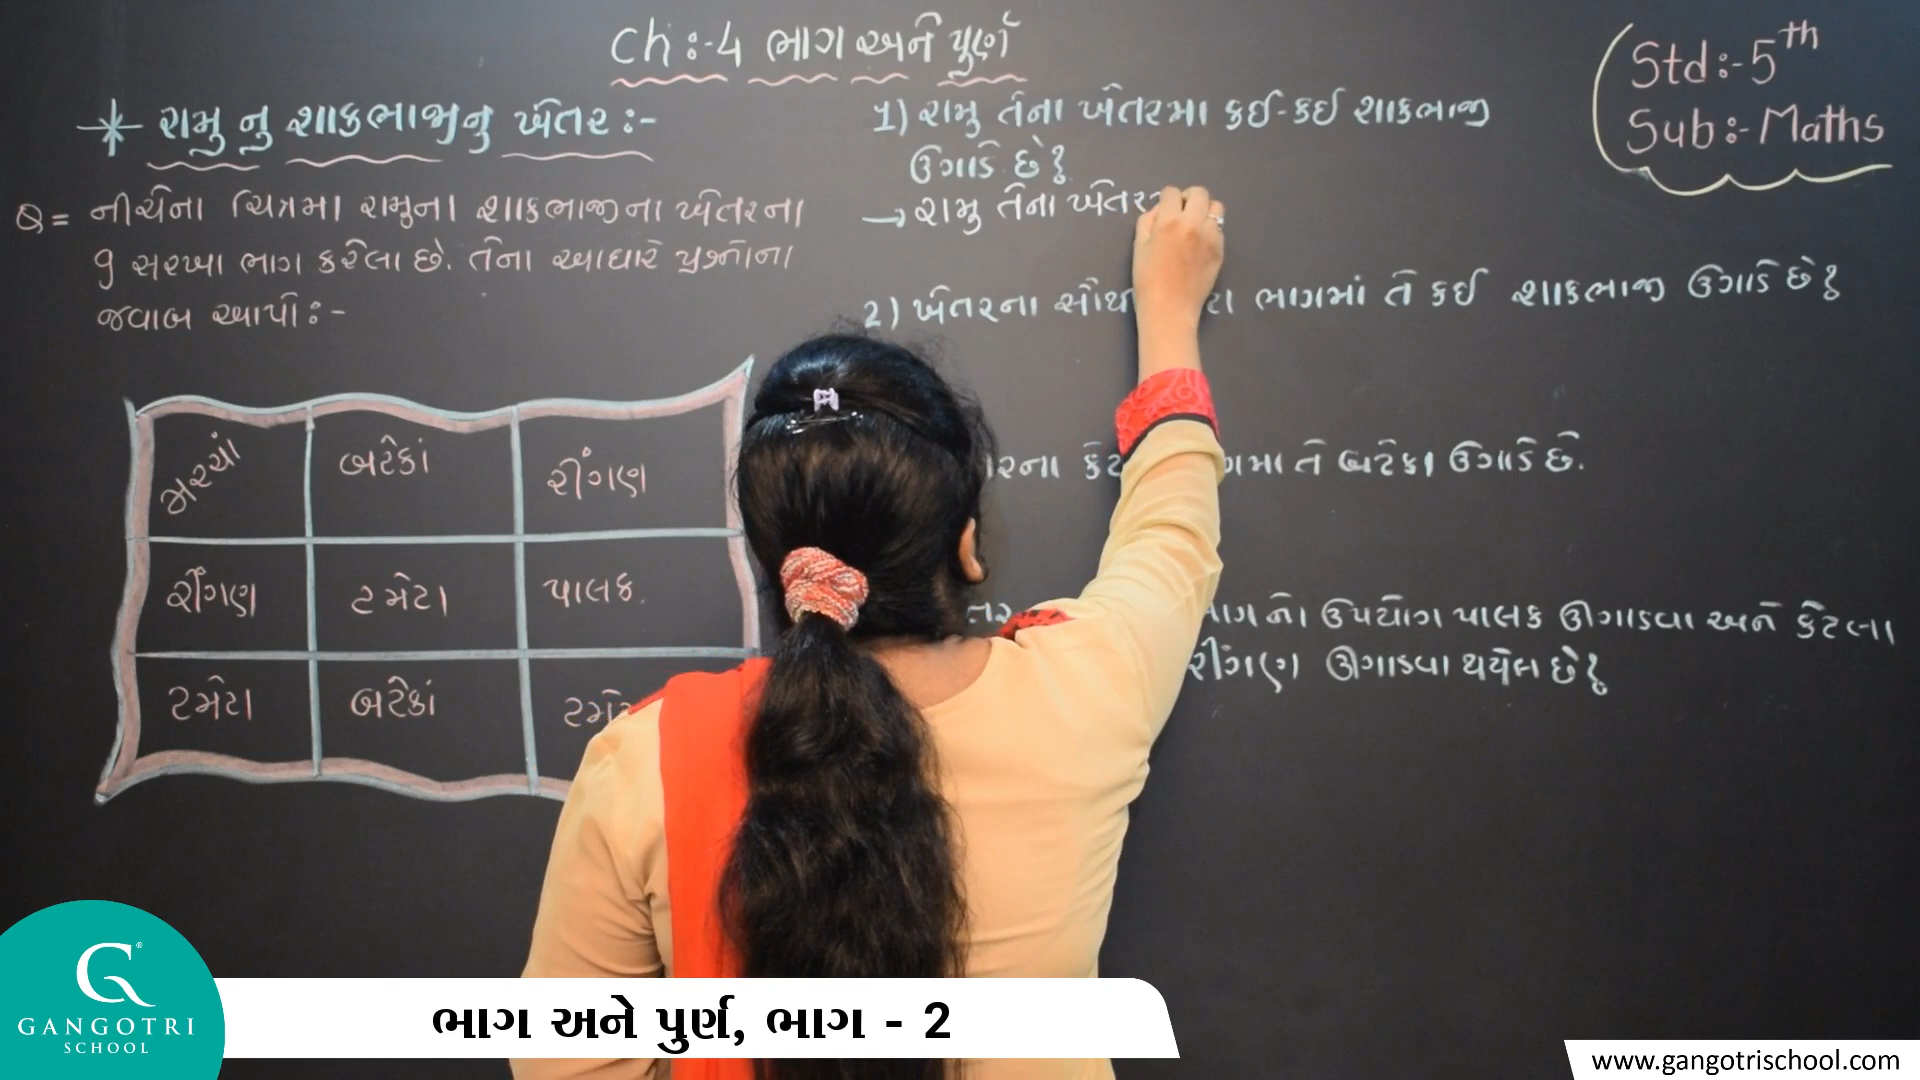 Ch :- 4 ભાગ અને પુર્ણ
Std :- 5th
Sub :- Maths
* રામુ નુ શાકભાજીનુ ખેતર :-
Q = નીચેના ચિત્રમા રામુના શાકભાજીના ખેતરના
9 સરખા ભાગ કરેલા છે. તેના આધારે પ્રશ્નોના
જવાબ આપો :-
મરચાં બટેકાં રીંગણ
રીંગણ ટમેટા પાલક.
ટમેટા બટેકાં
1) રામુ તેના ખેતરમા કઈ-કઈ શાકભાજી
ઉગાડે છે?
→ રામુ તેના
2) ખેતરના ભાગમાં તે કઈ શાકભાજી ઉગાડે છે?
તે બટેકા ઉગાડે છે.
નો ઉપયોગ પાલક ઊગાડવા અને કેટલા
રીંગણ ઊગાડવા થયેલ છે?
GANGOTRI
SCHOOL
ભાગ અને પુર્ણ, ભાગ - 2
www.gangotrischool.com